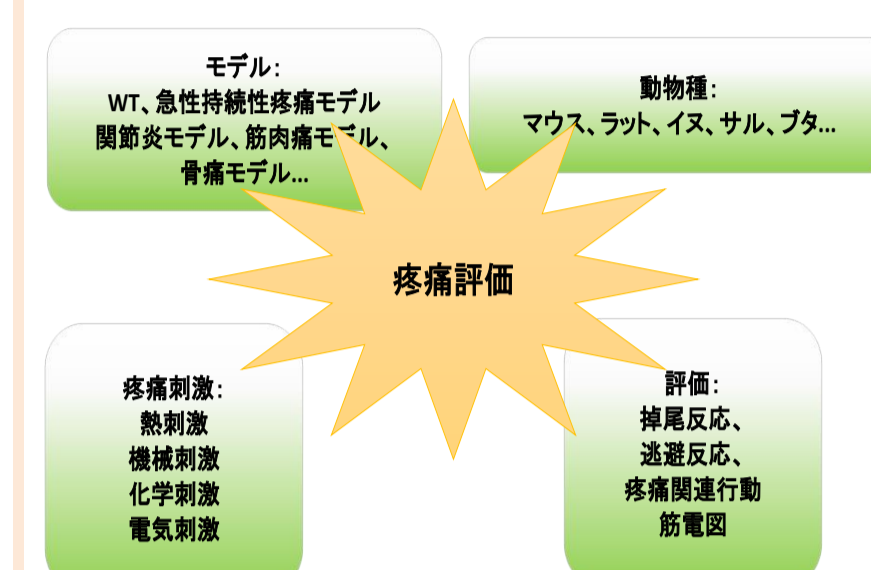 モデル：
WT、急性持続性疼痛モデル
関節炎モデル、筋肉痛モデル、
骨痛モデル...
動物種：
マウス、ラット、イヌ、サル、ブタ...
疼痛評価
疼痛刺激：
熱刺激
機械刺激
化学刺激
電気刺激
評価：
掉尾反応、
逃避反応、
疼痛関連行動
筋電図